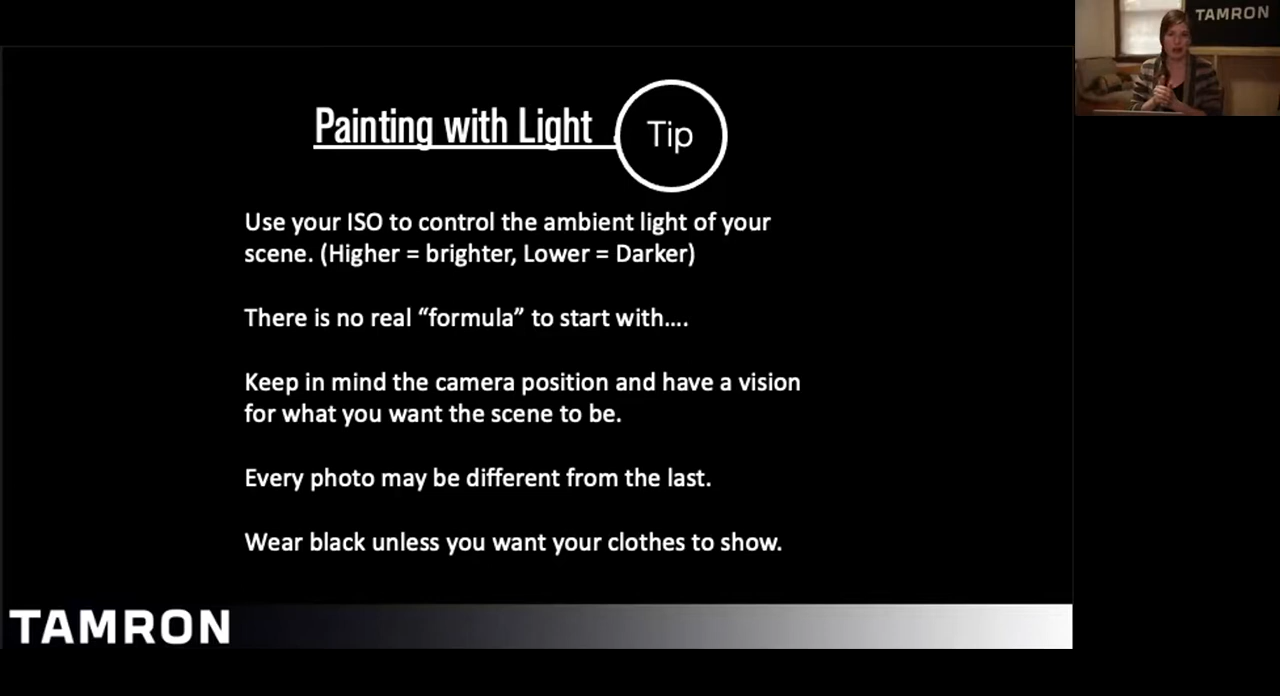 TAMRON
Painting with Light
Tip
Use your ISO to control the ambient light of your
scene. (Higher = brighter, Lower = Darker)
There is no real “formula” to start with....
Keep in mind the camera position and have a vision
for what you want the scene to be.
Every photo may be different from the last.
Wear black unless you want your clothes to show.
TAMRON